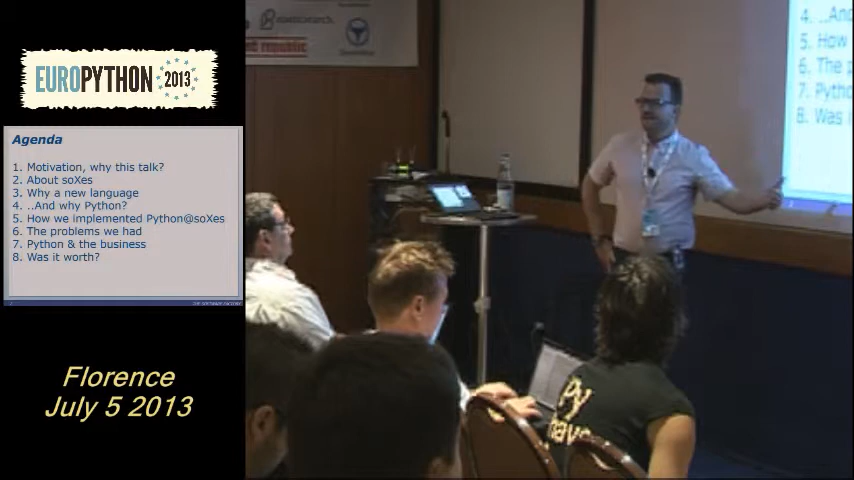 EUROPYTHON 2013
Agenda
1. Motivation, why this talk?
2. About soXes
3. Why a new language
4. ..And why Python?
5. How we implemented Python@soXes
6. The problems we had
7. Python & the business
8. Was it worth?
Florence
July 5 2013
4. ..And
5. How
6. The p
7. Pytho
8. Was i
py